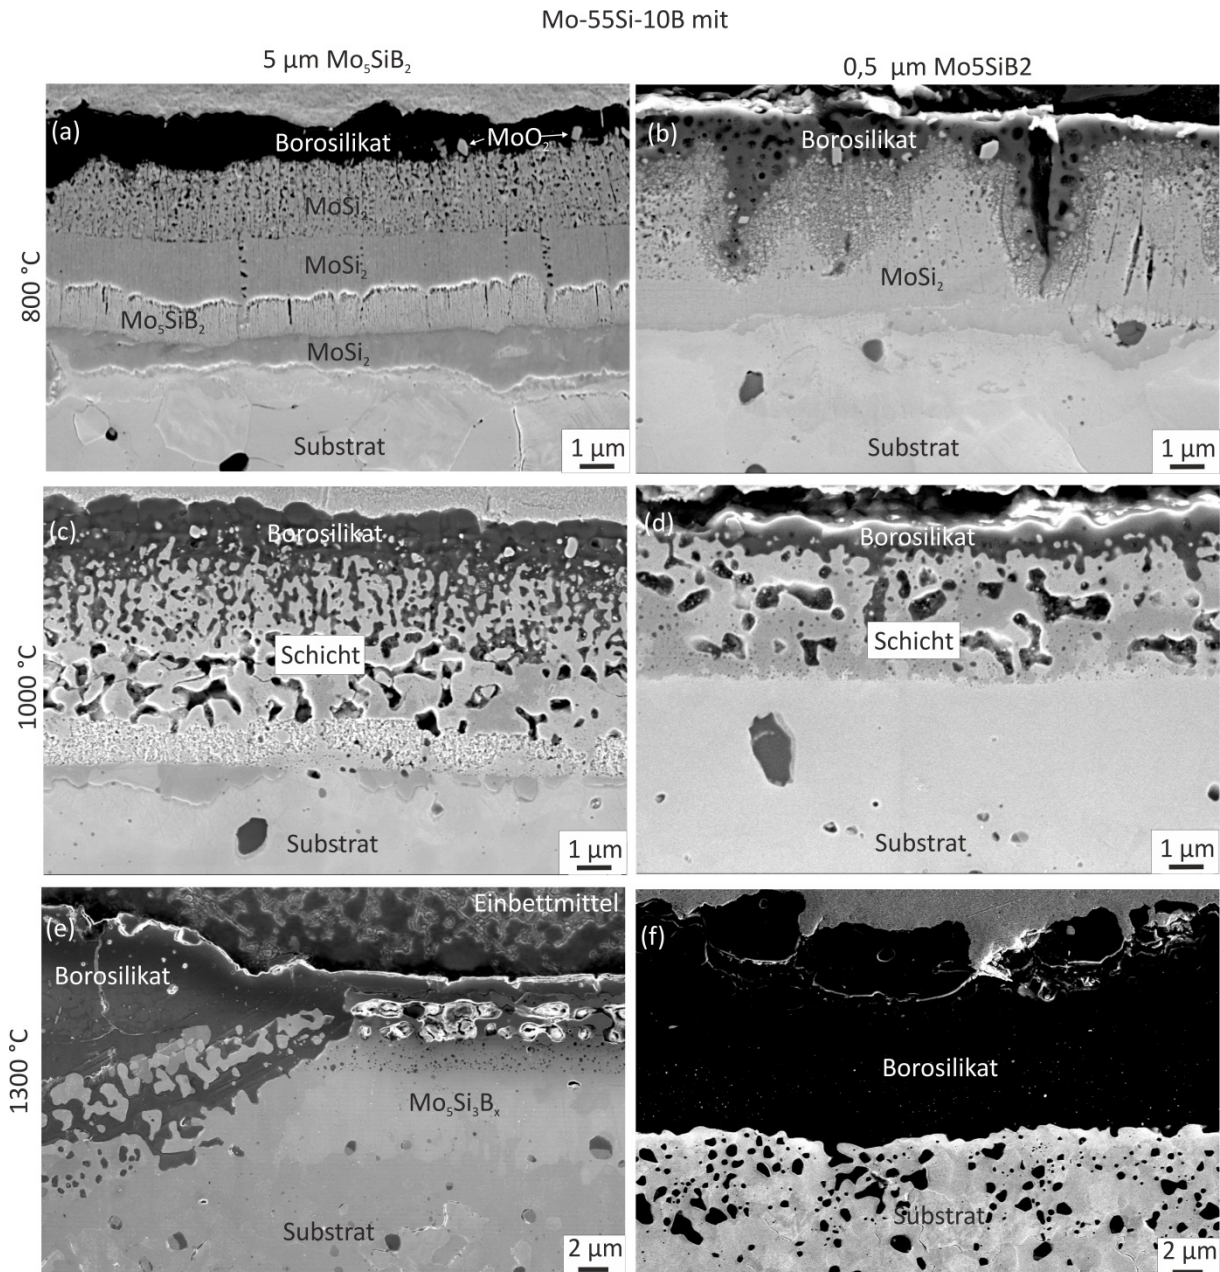 Mo-55Si-10B mit
5 µm Mo₅SiB₂
0,5 µm Mo5SiB2
800 °C
(a)
Borosilikat
MoO₂
MoSi₂
MoSi₂
Mo₅SiB₂
MoSi₂
Substrat
1 µm
(b)
Borosilikat
MoSi₂
Substrat
1 µm
1000 °C
(c)
Borosilikat
Schicht
Substrat
1 µm
(d)
Borosilikat
Schicht
Substrat
1 µm
1300 °C
(e)
Einbettmittel
Borosilikat
Mo₅Si₃Bₓ
Substrat
2 µm
(f)
Borosilikat
Substrat
2 µm